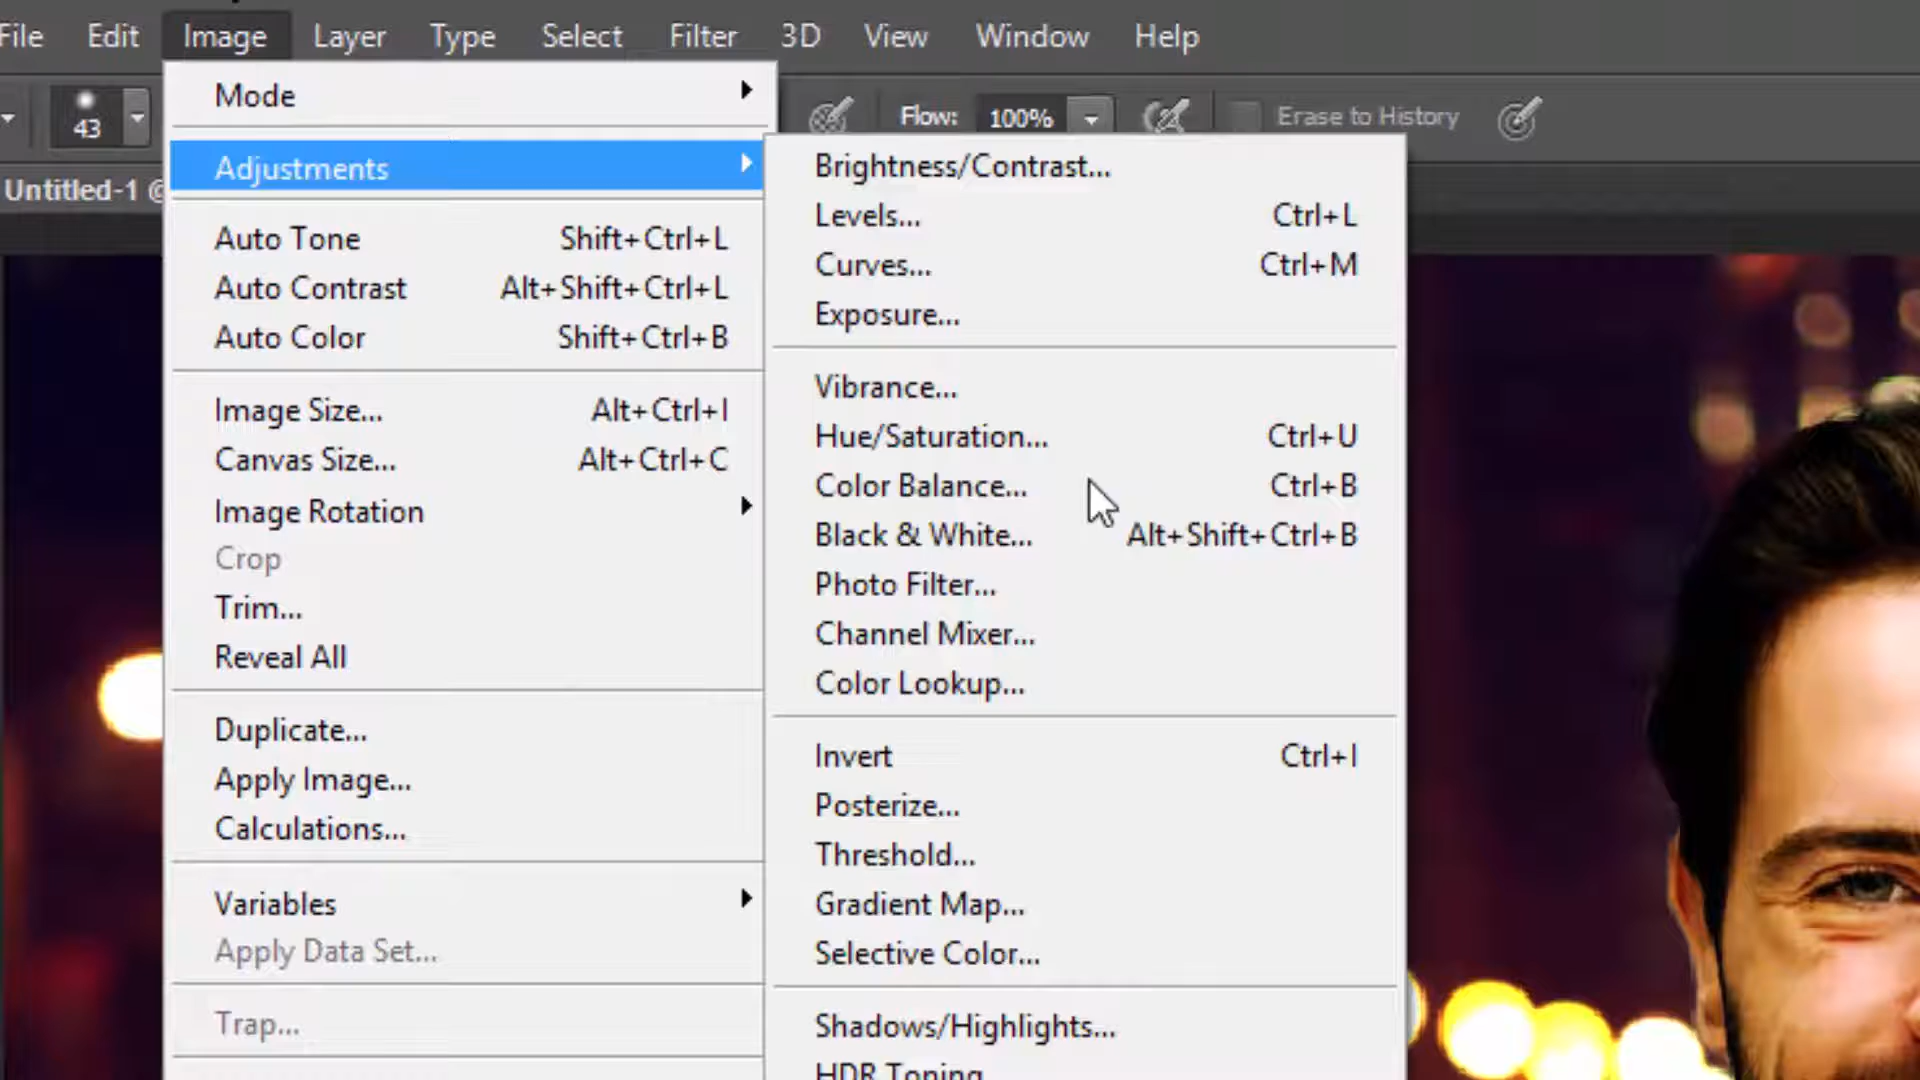 File Edit Image Layer Type Select Filter 3D View Window Help
43 Flow: 100% Erase to History
Untitled-1 @
Mode
Adjustments
Auto Tone Shift+Ctrl+L
Auto Contrast Alt+Shift+Ctrl+L
Auto Color Shift+Ctrl+B
Image Size... Alt+Ctrl+I
Canvas Size... Alt+Ctrl+C
Image Rotation
Crop
Trim...
Reveal All
Duplicate...
Apply Image...
Calculations...
Variables
Apply Data Set...
Trap...
Brightness/Contrast...
Levels... Ctrl+L
Curves... Ctrl+M
Exposure...
Vibrance...
Hue/Saturation... Ctrl+U
Color Balance... Ctrl+B
Black & White... Alt+Shift+Ctrl+B
Photo Filter...
Channel Mixer...
Color Lookup...
Invert Ctrl+I
Posterize...
Threshold...
Gradient Map...
Selective Color...
Shadows/Highlights...
HDR Toning